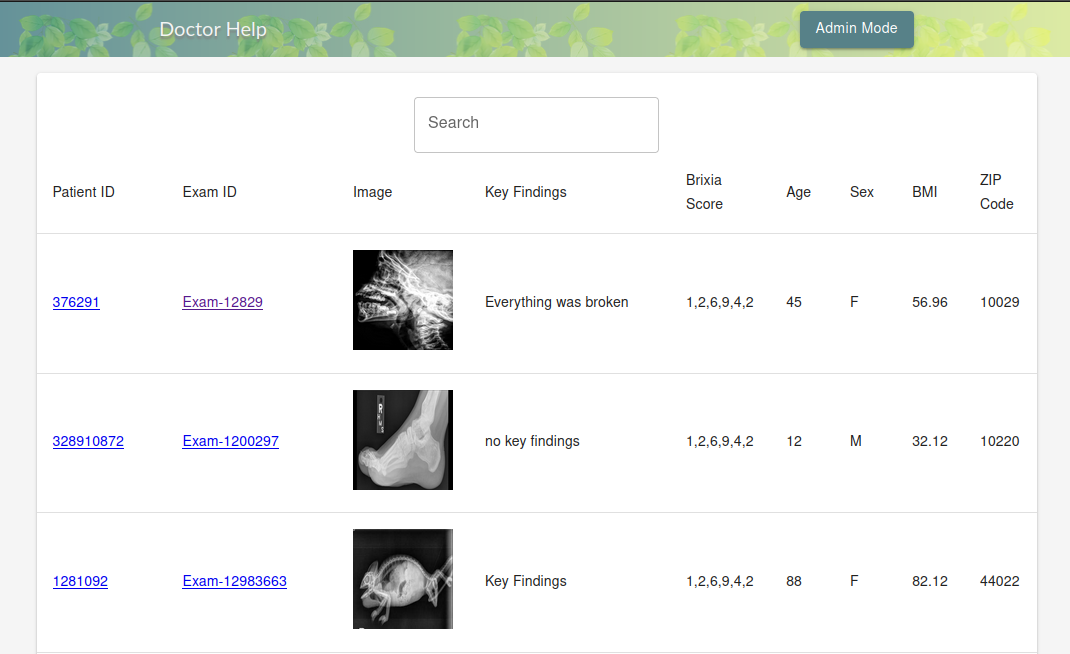 Doctor Help
Admin Mode
Search
Patient ID Exam ID Image Key Findings Brixia Score Age Sex BMI ZIP Code
376291 Exam-12829 Everything was broken 1,2,6,9,4,2 45 F 56.96 10029
328910872 Exam-1200297 R no key findings 1,2,6,9,4,2 12 M 32.12 10220
1281092 Exam-12983663 Key Findings 1,2,6,9,4,2 88 F 82.12 44022